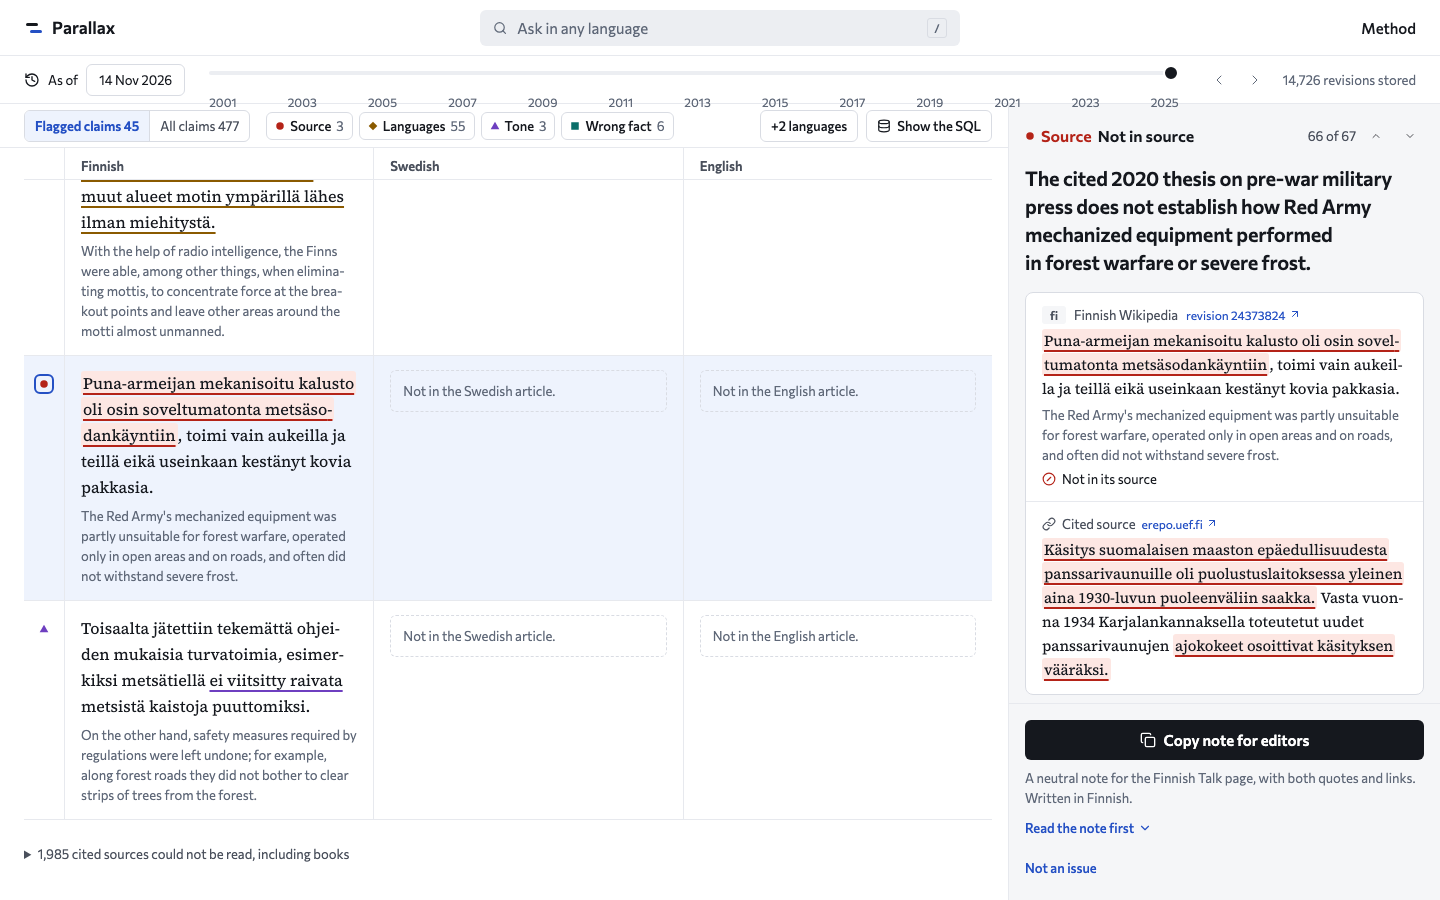 Parallax
Ask in any language
/
Method
As of
14 Nov 2026
2001 2003 2005 2007 2009 2011 2013 2015 2017 2019 2021 2023 2025
14,726 revisions stored
Flagged claims 45
All claims 477
Source 3
Languages 55
Tone 3
Wrong fact 6
+2 languages
Show the SQL
Finnish
Swedish
English
muut alueet motin ympärillä lähes
ilman miehitystä.
With the help of radio intelligence, the Finns
were able, among other things, when elimina-
ting mottis, to concentrate force at the brea-
kout points and leave other areas around the
motti almost unmanned.
Puna-armeijan mekanisoitu kalusto
oli osin soveltumatonta metsäso-
dankäyntiin, toimi vain aukeilla ja
teillä eikä useinkaan kestänyt kovia
pakkasia.
The Red Army's mechanized equipment was
partly unsuitable for forest warfare, operated
only in open areas and on roads, and often did
not withstand severe frost.
Not in the Swedish article.
Not in the English article.
Toisaalta jätettiin tekemättä ohjei-
den mukaisia turvatoimia, esimer-
kiksi metsätiellä ei viitsitty raivata
metsistä kaistoja puuttomiksi.
On the other hand, safety measures required by
regulations were left undone; for example,
along forest roads they did not bother to clear
strips of trees from the forest.
Not in the Swedish article.
Not in the English article.
1,985 cited sources could not be read, including books
Source Not in source
66 of 67
The cited 2020 thesis on pre-war military
press does not establish how Red Army
mechanized equipment performed
in forest warfare or severe frost.
fi Finnish Wikipedia revision 24373824
Puna-armeijan mekanisoitu kalusto oli osin sovel-
tumatonta metsäsodankäyntiin, toimi vain aukeil-
la ja teillä eikä useinkaan kestänyt kovia pakkasia.
The Red Army's mechanized equipment was partly unsuitable
for forest warfare, operated only in open areas and on roads,
and often did not withstand severe frost.
Not in its source
Cited source erepo.uef.fi
Käsitys suomalaisen maaston epäedullisuudesta
panssarivaunuille oli puolustuslaitoksessa yleinen
aina 1930-luvun puoleenväliin saakka. Vasta vuon-
na 1934 Karjalankannaksella toteutetut uudet
panssarivaunujen ajokokeet osoittivat käsityksen
vääräksi.
Copy note for editors
A neutral note for the Finnish Talk page, with both quotes and links.
Written in Finnish.
Read the note first
Not an issue